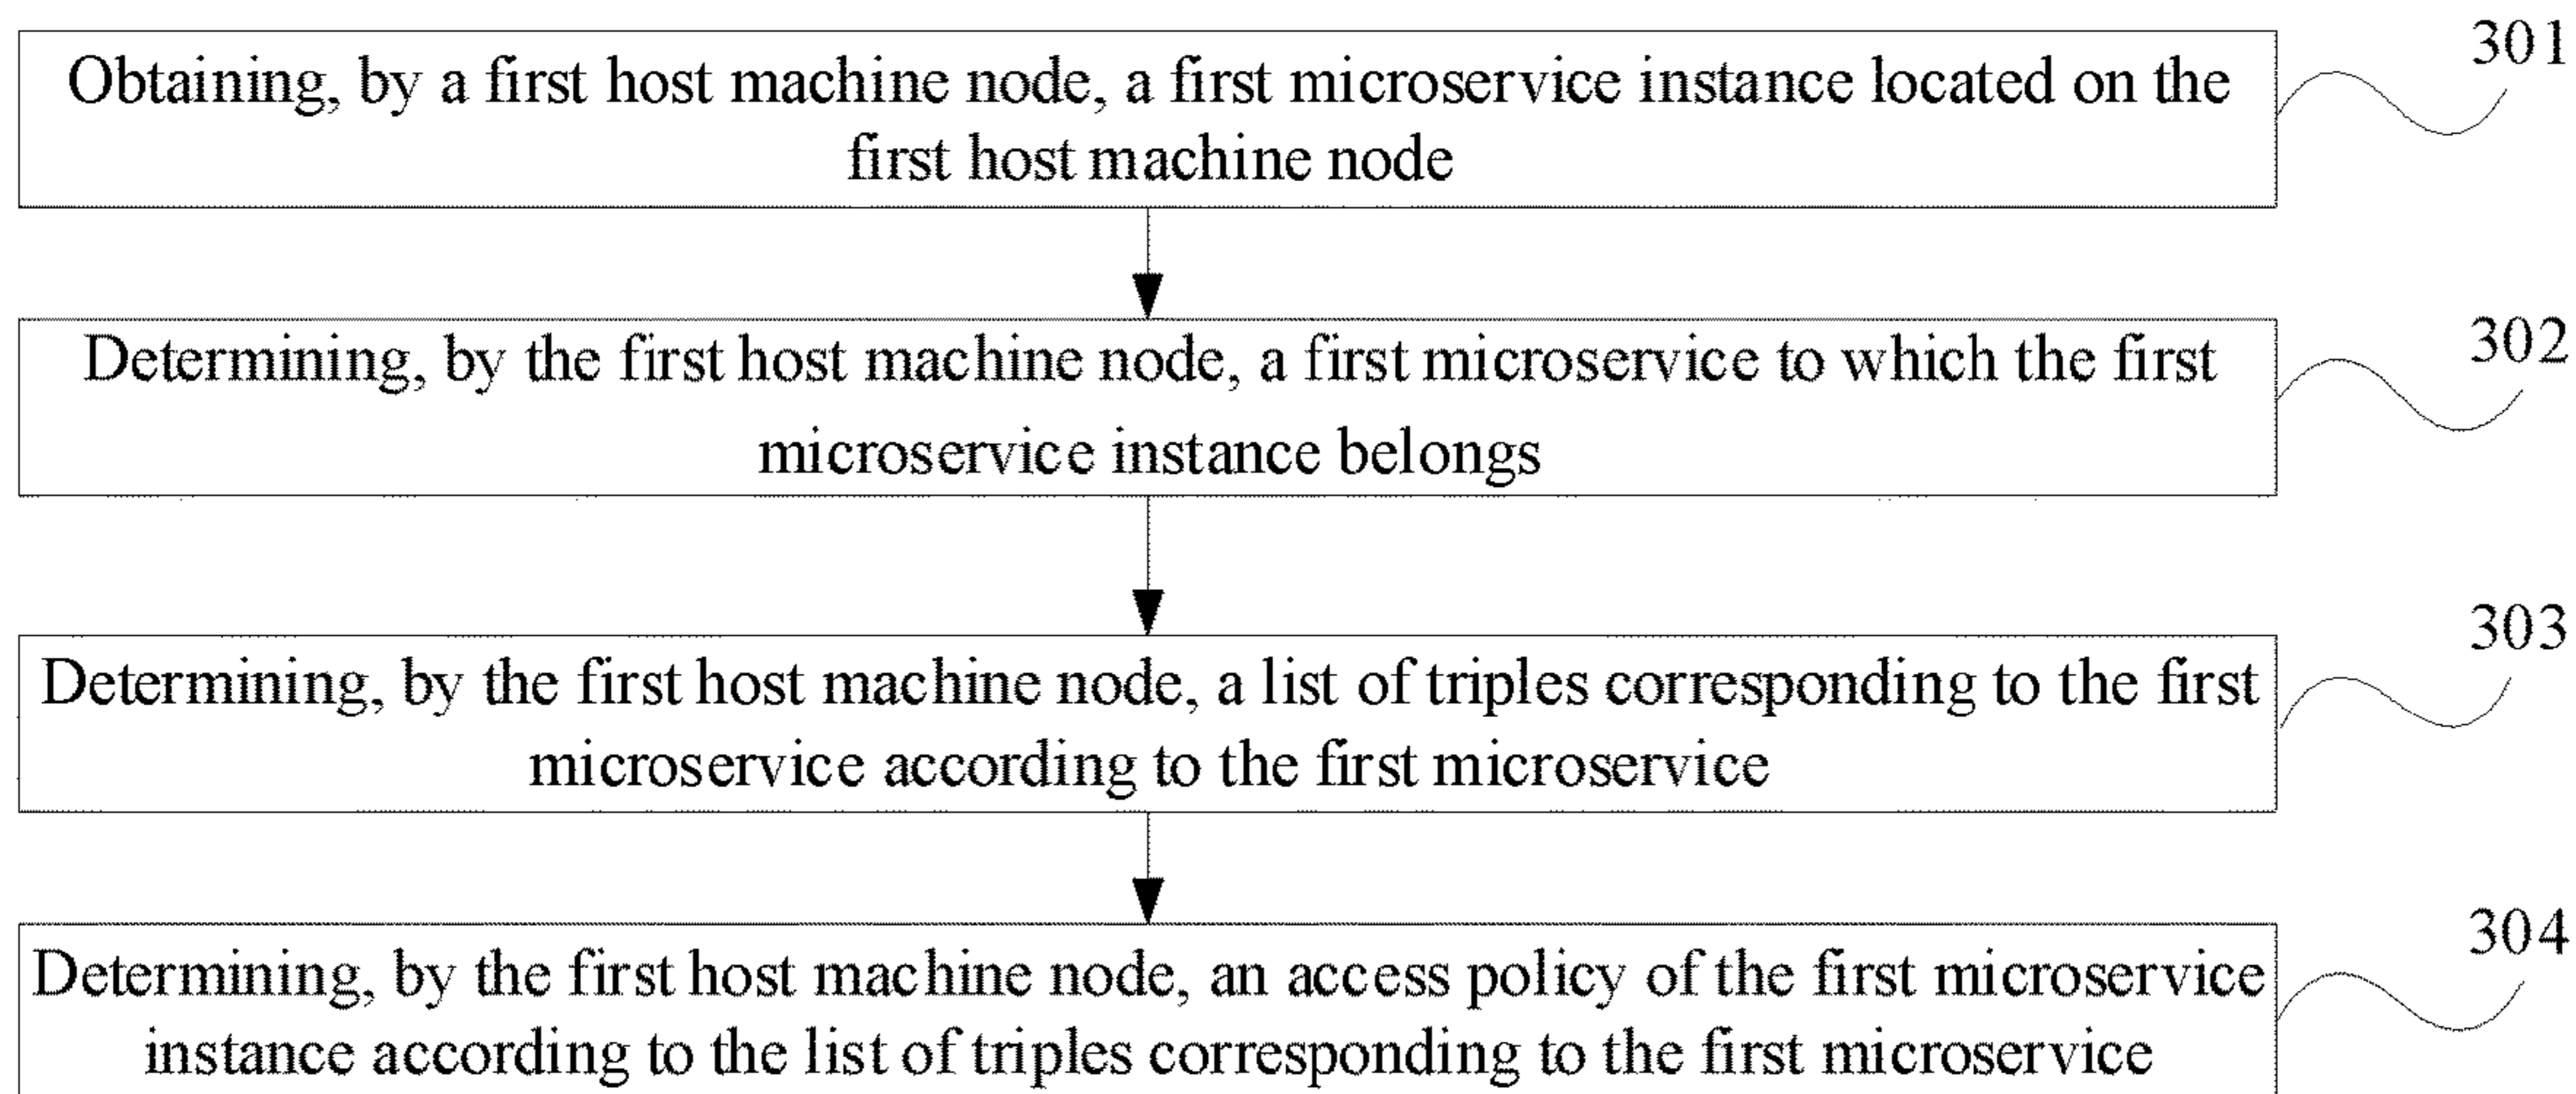 301
Obtaining, by a first host machine node, a first microservice instance located on the
first host machine node
302
Determining, by the first host machine node, a first microservice to which the first
microservice instance belongs
303
Determining, by the first host machine node, a list of triples corresponding to the first
microservice according to the first microservice
304
Determining, by the first host machine node, an access policy of the first microservice
instance according to the list of triples corresponding to the first microservice